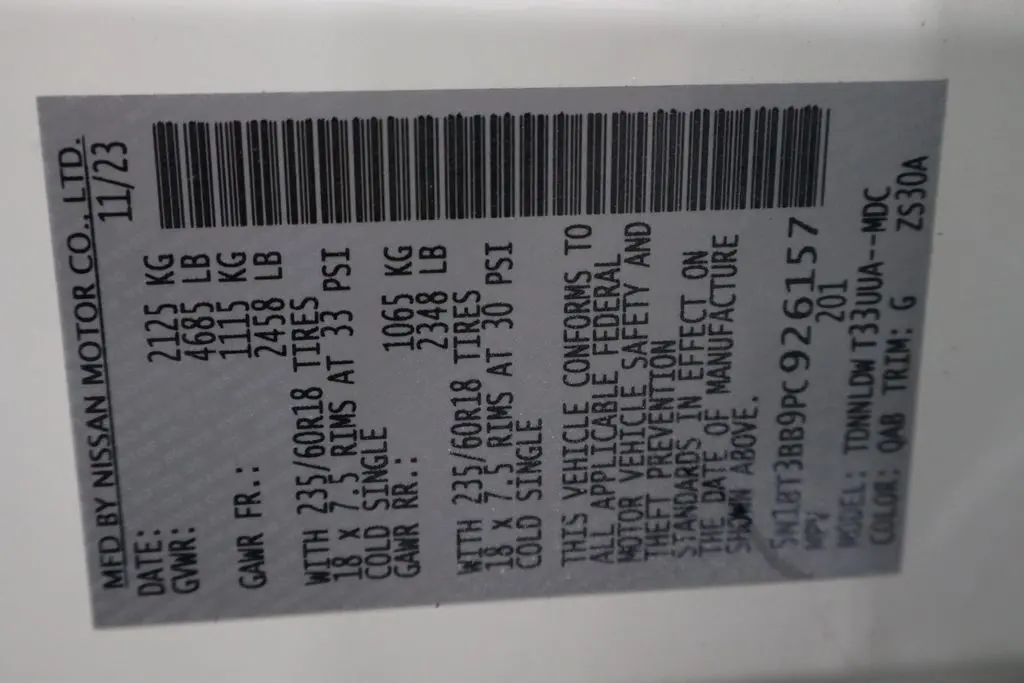 MFD BY NISSAN MOTOR CO., LTD.
DATE: 11/23
GVWR: 2125 KG
4685 LB
GAWR FR.: 1115 KG
2458 LB
WITH 235/60R18 TIRES
18 X 7.5 RIMS AT 33 PSI
COLD SINGLE
GAWR RR.: 1065 KG
2348 LB
WITH 235/60R18 TIRES
18 X 7.5 RIMS AT 30 PSI
COLD SINGLE
THIS VEHICLE CONFORMS TO
ALL APPLICABLE FEDERAL
MOTOR VEHICLE SAFETY AND
THEFT PREVENTION
STANDARDS IN EFFECT ON
THE DATE OF MANUFACTURE
SHOWN ABOVE.
5N1BT3BB9PC926157
MPV 201
MODEL: TDNNLDW T33UUA--MDC
COLOR: QAB TRIM: G ZS30A